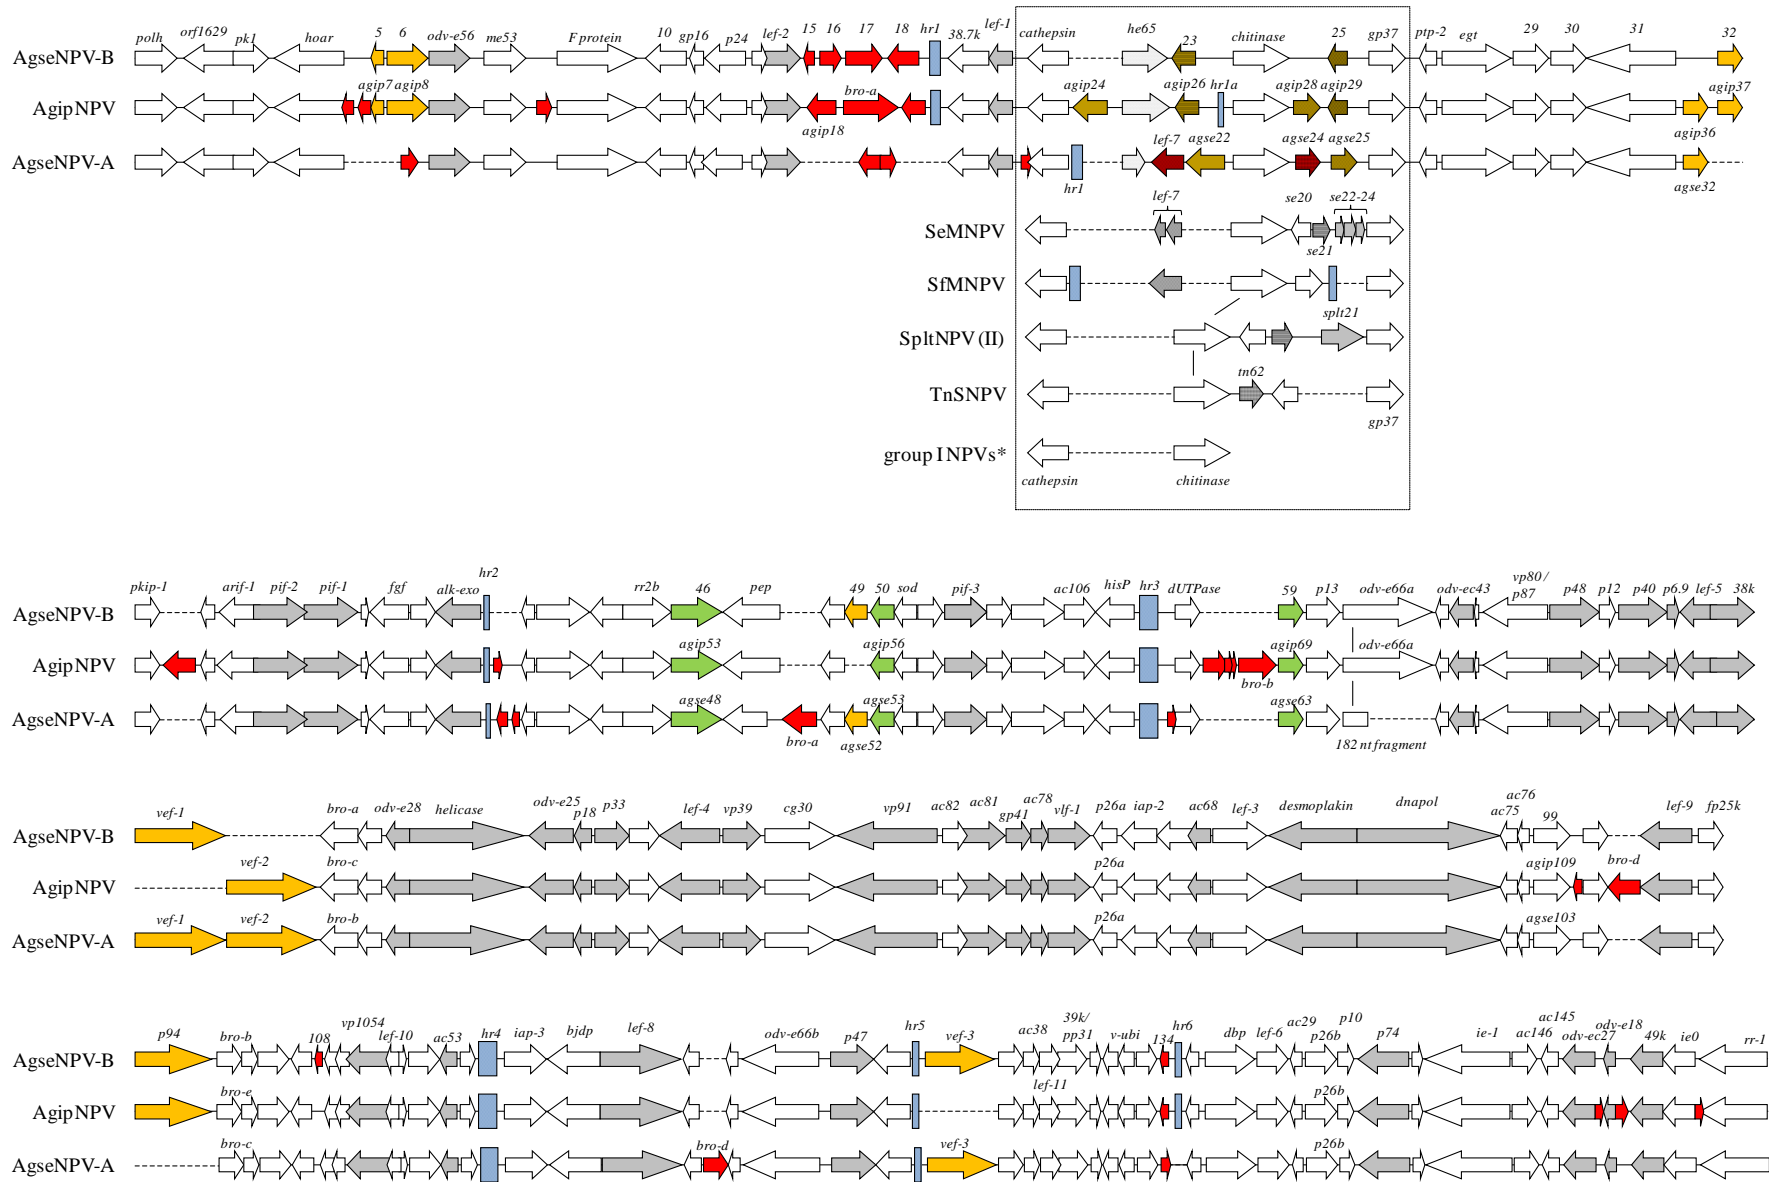 polh orf1629 pk1 hoar 5 6 odv-e56 me53 F protein 10 gp16 p24 lef-2 15 16 17 18 hr1 38.7k lef-1 cathepsin he65 23 chitinase 25 gp37 ptp-2 egt 29 30 31 32
AgseNPV-B
agip7 agip8 bro-a agip24 agip26 hr1a agip28 agip29 agip37
AgipNPV
agip18 lef-7 agse22 agse24 agse25 agip36
AgseNPV-A
hr1 agse32
lef-7 se20 se22-24
SeMNPV
se21
SfMNPV
splt21
SpltNPV (II)
tn62
TnSNPV
gp37
group I NPVs*
cathepsin chitinase
pkip-1 arif-1 pif-2 pif-1 fgf alk-exo hr2 rr2b 46 pep 49 50 sod pif-3 ac106 hisP hr3 dUTPase 59 p13 odv-e66a odv-ec43 vp80/ p87 p48 p12 p40 p6.9 lef-5 38k
AgseNPV-B
agip53 agip56 agip69 odv-e66a
AgipNPV
bro-b
agse48 agse53 agse63
AgseNPV-A
bro-a agse52 182 nt fragment
vef-1 bro-a odv-e28 helicase odv-e25 p18 p33 lef-4 vp39 cg30 vp91 ac82 ac81 gp41 ac78 vlf-1 p26a iap-2 ac68 lef-3 desmoplakin dnapol ac75 ac76 99 lef-9 fp25k
AgseNPV-B
vef-2 bro-c p26a agip109 bro-d
AgipNPV
vef-1 vef-2 bro-b p26a agse103
AgseNPV-A
p94 bro-b 108 vp1054 lef-10 ac53 hr4 iap-3 bjdp lef-8 odv-e66b p47 hr5 vef-3 ac38 39k/ pp31 v-ubi 134 hr6 dbp lef-6 ac29 p26b p10 p74 ie-1 ac146 ac145 odv-ec27 odv-e18 49k ie0 rr-1
AgseNPV-B
bro-e lef-11 p26b
AgipNPV
bro-c bro-d vef-3 p26b
AgseNPV-A